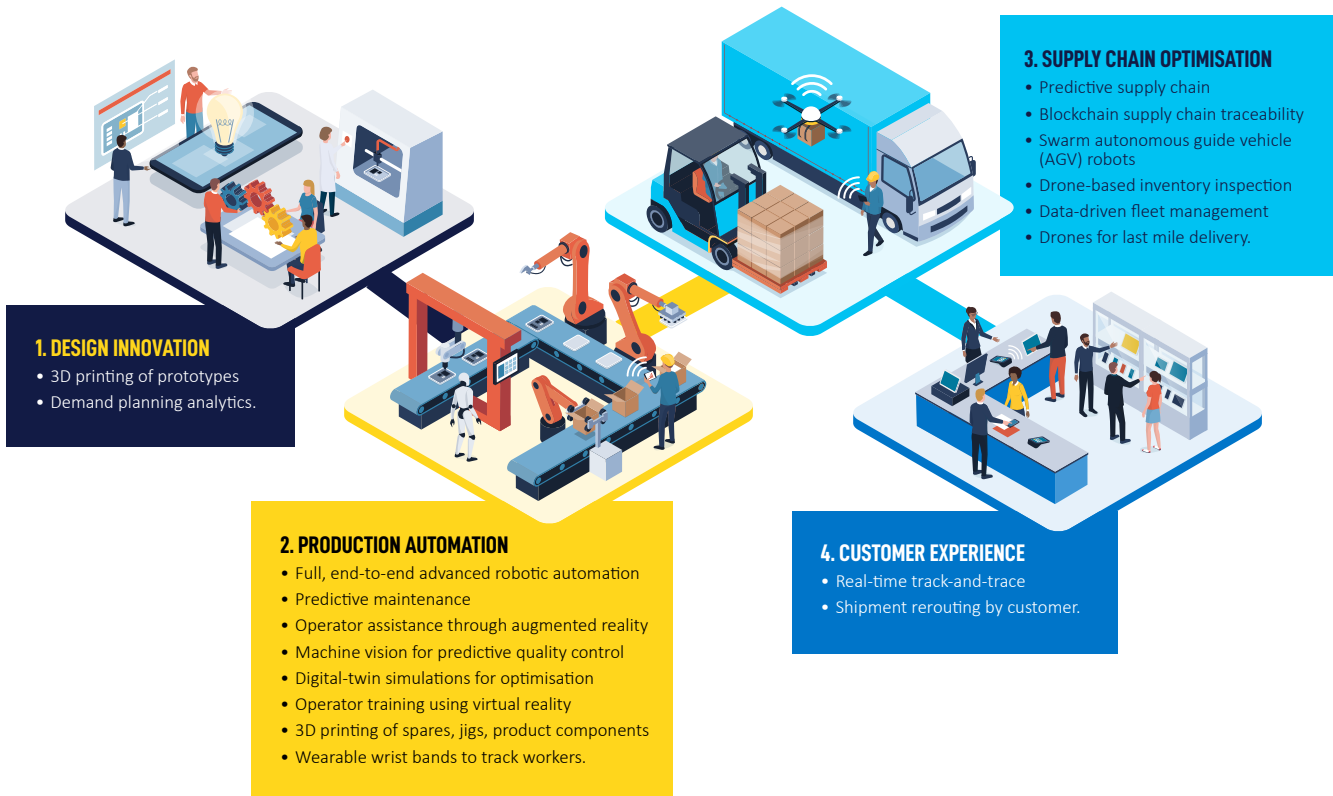 1. DESIGN INNOVATION
• 3D printing of prototypes
• Demand planning analytics.
2. PRODUCTION AUTOMATION
• Full, end-to-end advanced robotic automation
• Predictive maintenance
• Operator assistance through augmented reality
• Machine vision for predictive quality control
• Digital-twin simulations for optimisation
• Operator training using virtual reality
• 3D printing of spares, jigs, product components
• Wearable wrist bands to track workers.
3. SUPPLY CHAIN OPTIMISATION
• Predictive supply chain
• Blockchain supply chain traceability
• Swarm autonomous guide vehicle
(AGV) robots
• Drone-based inventory inspection
• Data-driven fleet management
• Drones for last mile delivery.
4. CUSTOMER EXPERIENCE
• Real-time track-and-trace
• Shipment rerouting by customer.